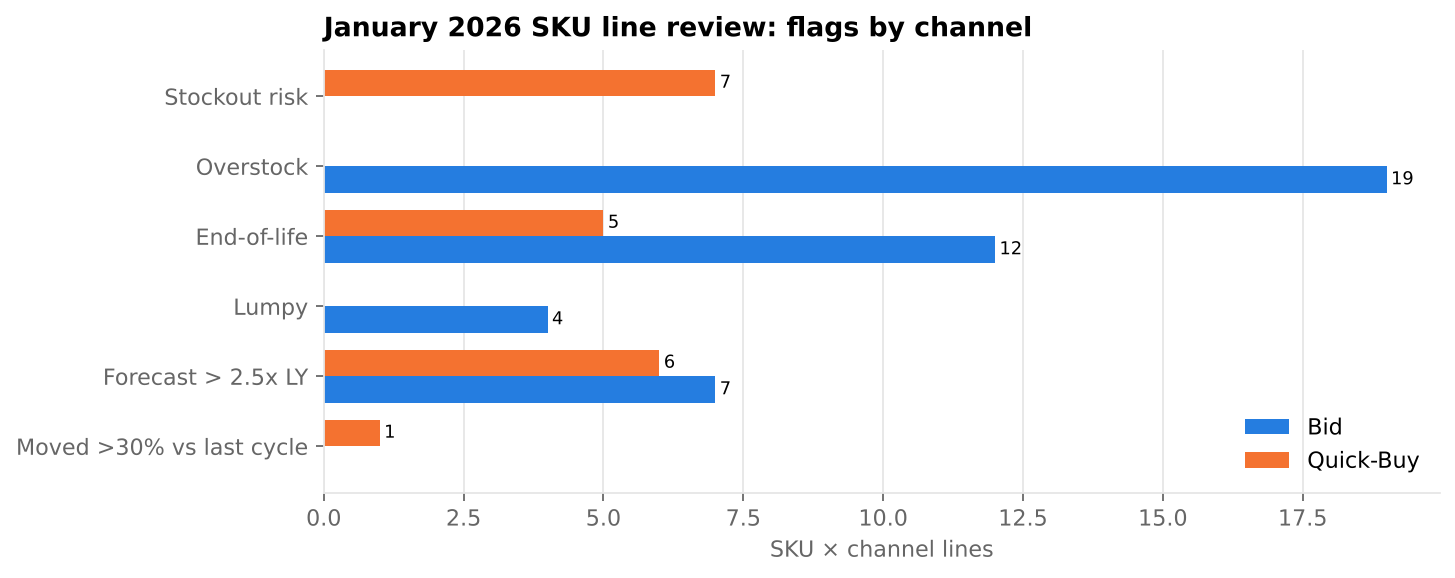 January 2026 SKU line review: flags by channel
Stockout risk
7
Overstock
19
End-of-life
5
12
Lumpy
4
Forecast > 2.5x LY
6
7
Moved >30% vs last cycle
1
Bid
Quick-Buy
0.0 2.5 5.0 7.5 10.0 12.5 15.0 17.5
SKU × channel lines